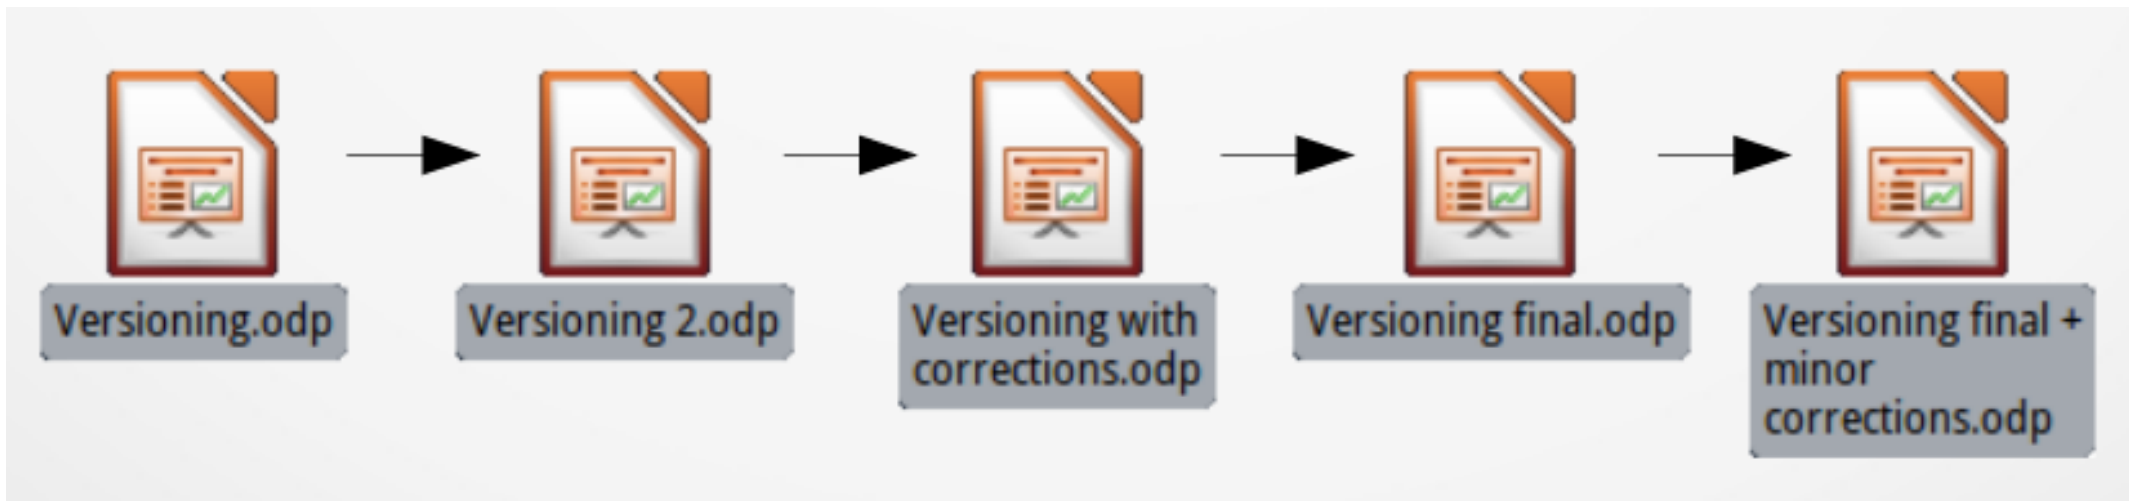 Versioning.odp
Versioning 2.odp
Versioning with
corrections.odp
Versioning final.odp
Versioning final +
minor
corrections.odp